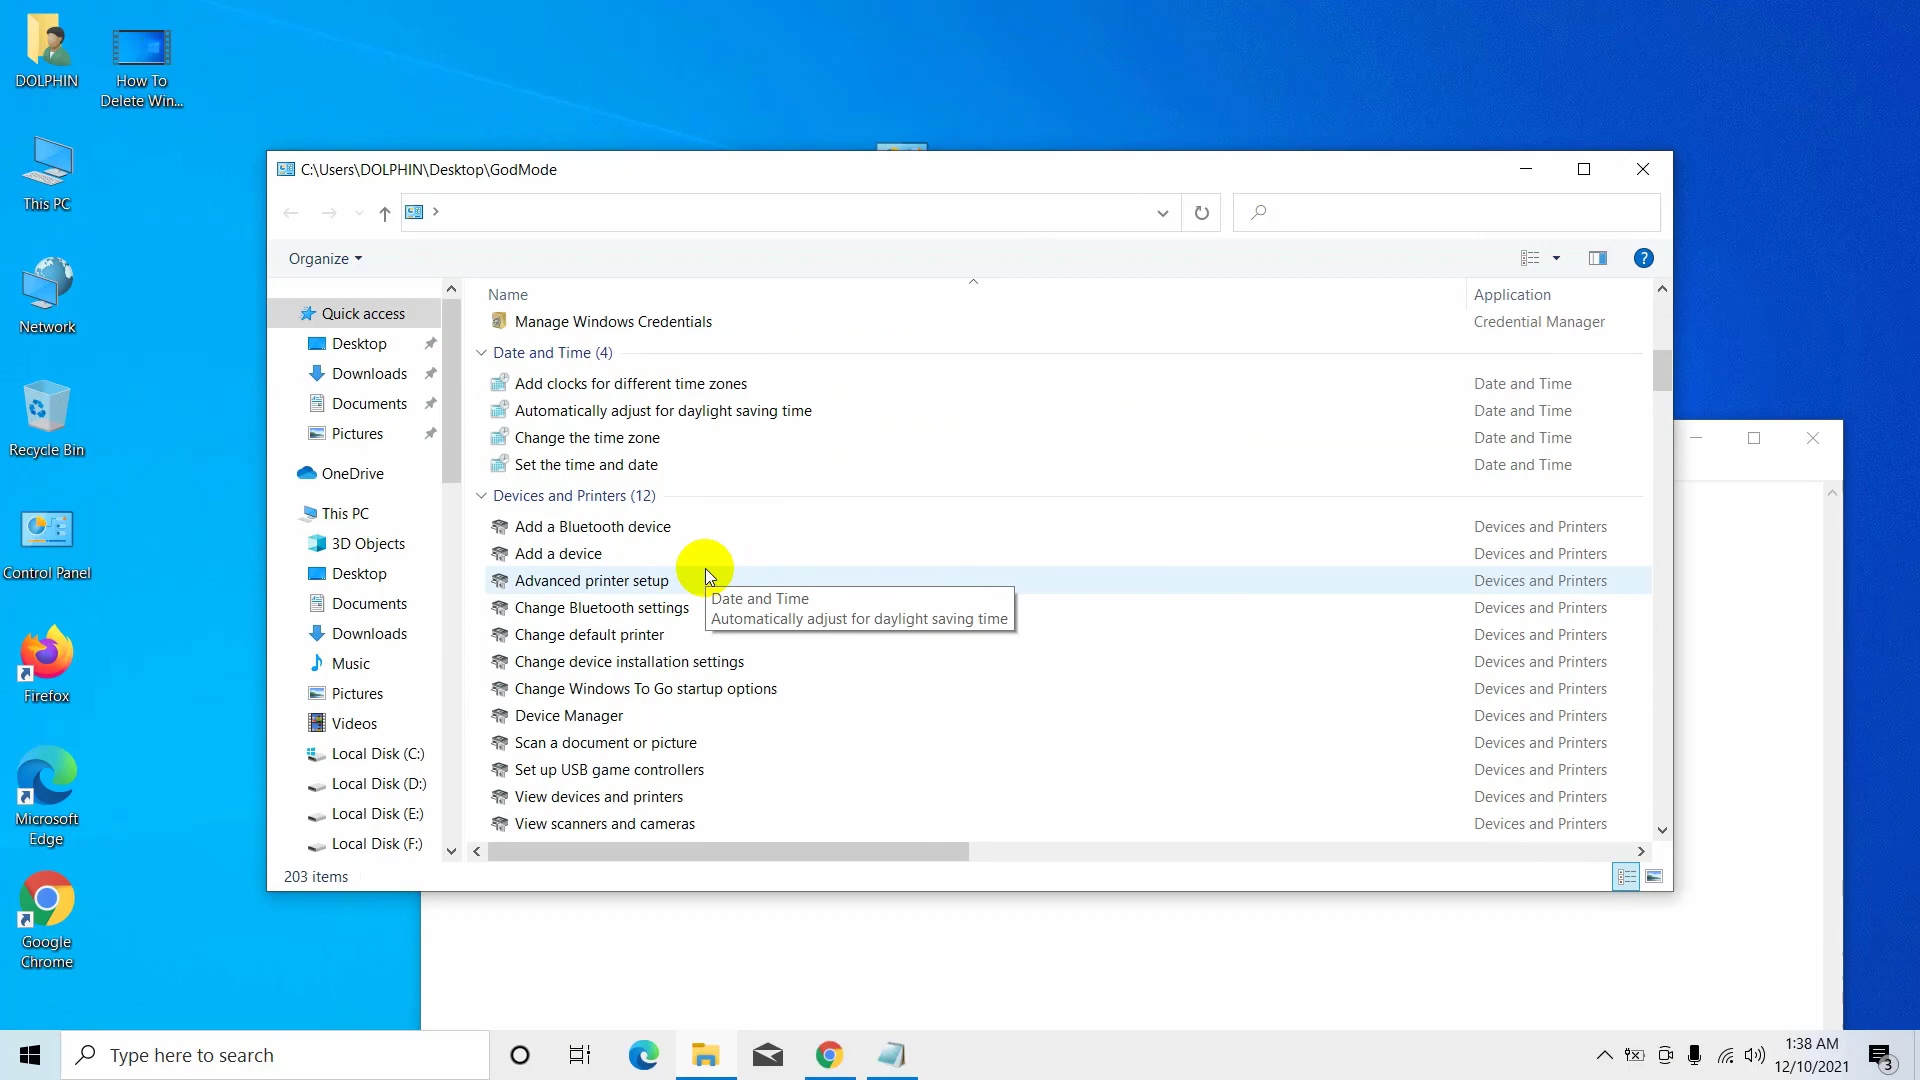 DOLPHIN
How To
Delete Win...
This PC
Network
Recycle Bin
Control Panel
Firefox
Microsoft
Edge
Google
Chrome
C:\Users\DOLPHIN\Desktop\GodMode
Organize
?
Quick access
Desktop
Downloads
Documents
Pictures
OneDrive
This PC
3D Objects
Desktop
Documents
Downloads
Music
Pictures
Videos
Local Disk (C:)
Local Disk (D:)
Local Disk (E:)
Local Disk (F:)
Name Application
Manage Windows Credentials Credential Manager
Date and Time (4)
Add clocks for different time zones Date and Time
Automatically adjust for daylight saving time Date and Time
Change the time zone Date and Time
Set the time and date Date and Time
Devices and Printers (12)
Add a Bluetooth device Devices and Printers
Add a device Devices and Printers
Advanced printer setup Devices and Printers
Change Bluetooth settings Devices and Printers
Date and Time
Automatically adjust for daylight saving time
Change default printer Devices and Printers
Change device installation settings Devices and Printers
Change Windows To Go startup options Devices and Printers
Device Manager Devices and Printers
Scan a document or picture Devices and Printers
Set up USB game controllers Devices and Printers
View devices and printers Devices and Printers
View scanners and cameras Devices and Printers
203 items
Type here to search
1:38 AM
12/10/2021
3